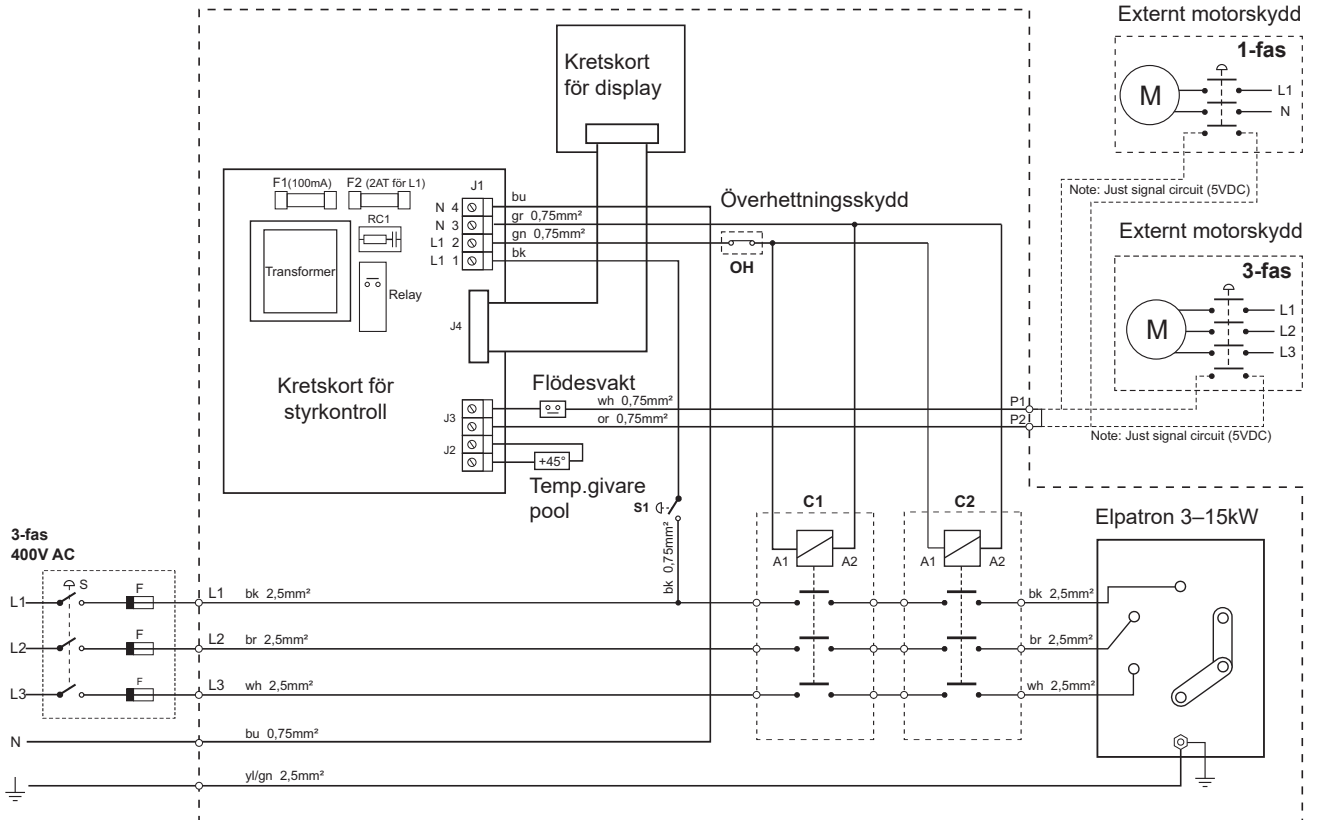 Externt motorskydd
1-fas
M
L1
N
Note: Just signal circuit (5VDC)
Externt motorskydd
3-fas
M
L1
L2
L3
Note: Just signal circuit (5VDC)
Kretskort
för display
F1(100mA)
F2 (2AT för L1)
J1
RC1
Transformer
Relay
N 4
N 3
L1 2
L1 1
bu
gr 0,75mm²
gn 0,75mm²
bk
Överhettningsskydd
OH
J4
Kretskort för
styrkontroll
Flödesvakt
J3
J2
wh 0,75mm²
or 0,75mm²
P1
P2
+45°
Temp.givare
pool
S1
bk 0,75mm²
C1
A1
A2
C2
A1
A2
Elpatron 3–15kW
3-fas
400V AC
S
F
L1
L1
bk 2,5mm²
bk 2,5mm²
F
L2
L2
br 2,5mm²
br 2,5mm²
F
L3
L3
wh 2,5mm²
wh 2,5mm²
N
bu 0,75mm²
yl/gn 2,5mm²